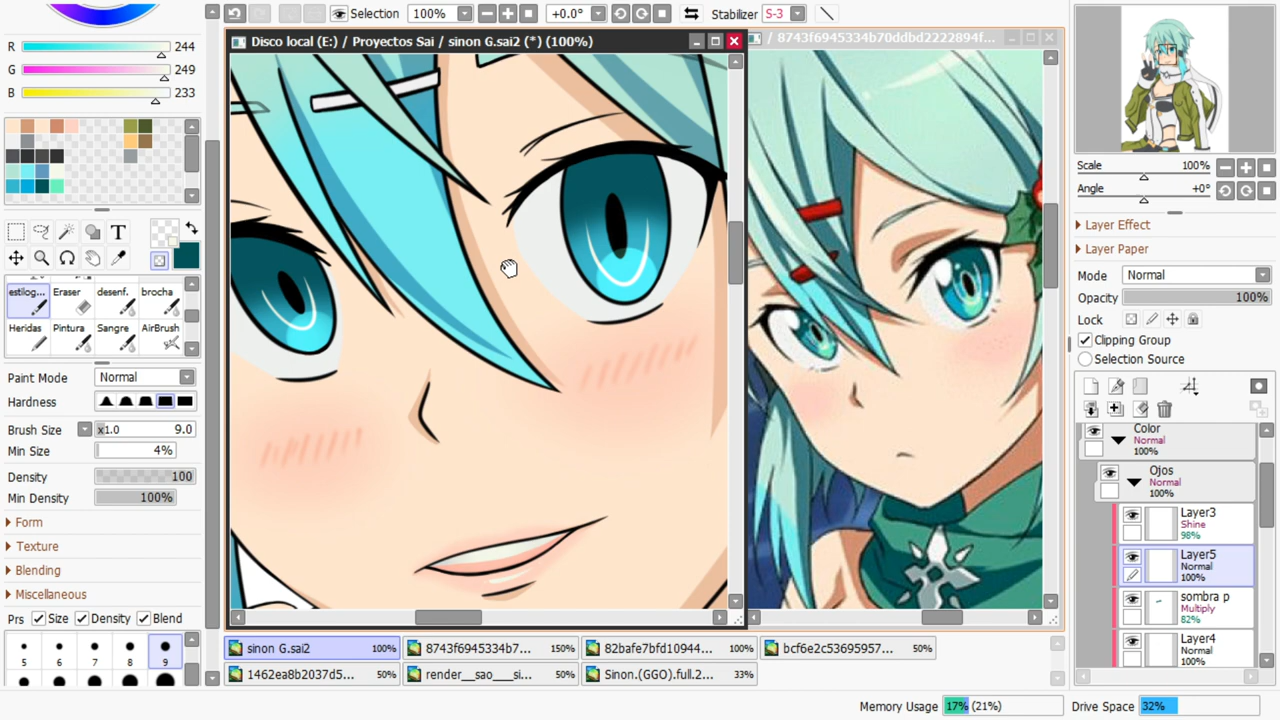 Selection 100% +0.0° Stabilizer S-3
R 244
G 249
B 233
Disco local (E:) / Proyectos Sai / sinon G.sai2 (*) (100%)
/ 8743f6945334b70ddbd2222894f...
Scale 100%
Angle +0°
Layer Effect
Layer Paper
Mode Normal
Opacity 100%
Lock
Clipping Group
Selection Source
T
estilog... Eraser desenf. brocha
Heridas Pintura Sangre AirBrush
Paint Mode Normal
Hardness
Brush Size x1.0 9.0
Min Size 4%
Density 100
Min Density 100%
Form
Texture
Blending
Miscellaneous
Prs Size Density Blend
5 6 7 8 9
Color
Normal
100%
Ojos
Normal
100%
Layer3
Shine
98%
Layer5
Normal
100%
sombra p
Multiply
82%
Layer4
Normal
100%
sinon G.sai2 100% 8743f6945334b7... 150% 82bafe7bfd10944... 100% bcf6e2c53695957... 50%
1462ea8b2037d5... 50% render__sao___si... 50% Sinon.(GGO).full.2... 33%
Memory Usage 17% (21%) Drive Space 32%